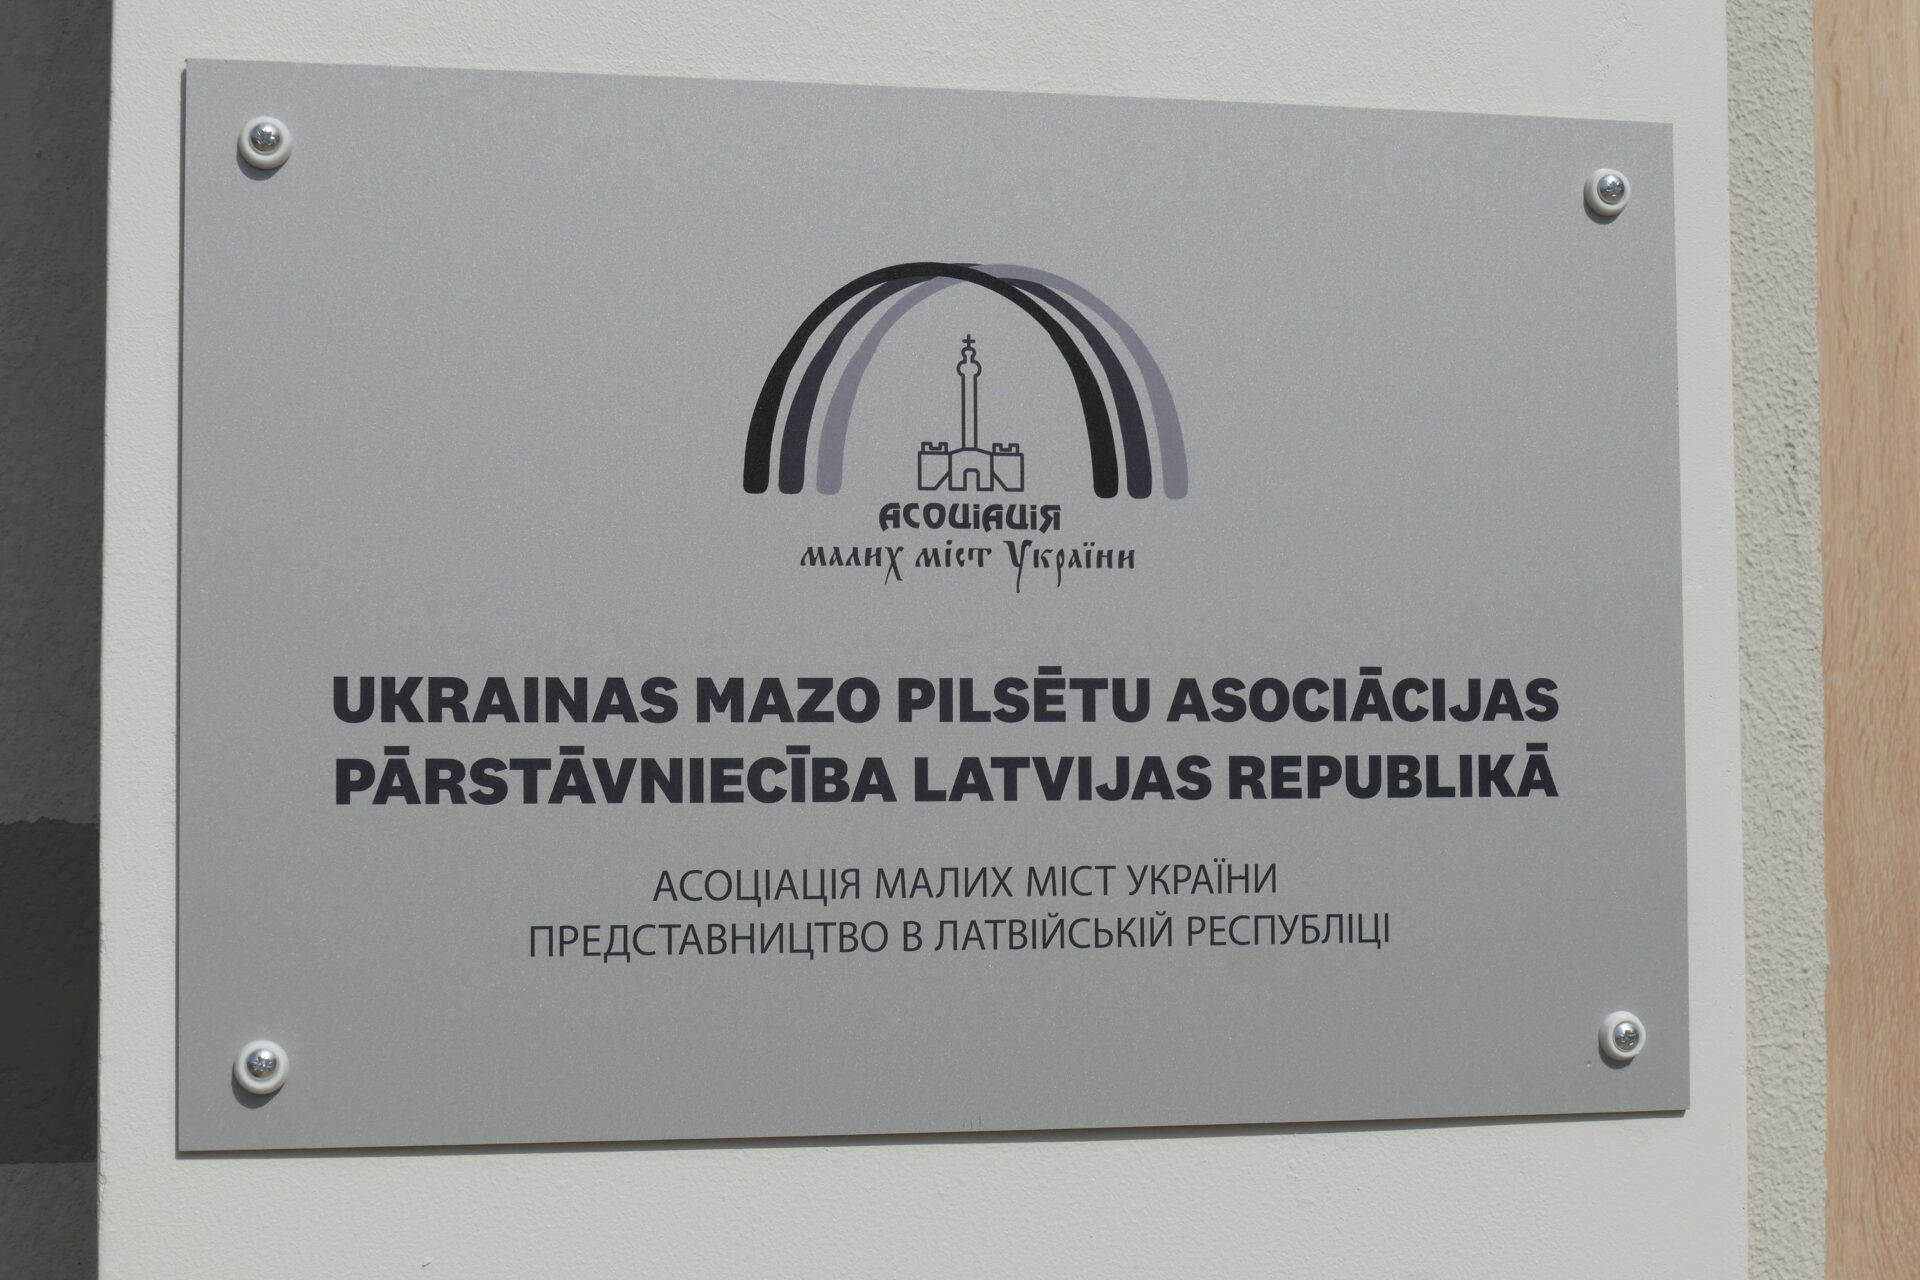 АСОЦІАЦІЯ
малих міст України
UKRAINAS MAZO PILSĒTU ASOCIĀCIJAS
PĀRSTĀVNIECĪBA LATVIJAS REPUBLIKĀ
АСОЦІАЦІЯ МАЛИХ МІСТ УКРАЇНИ
ПРЕДСТАВНИЦТВО В ЛАТВІЙСЬКІЙ РЕСПУБЛІЦІ